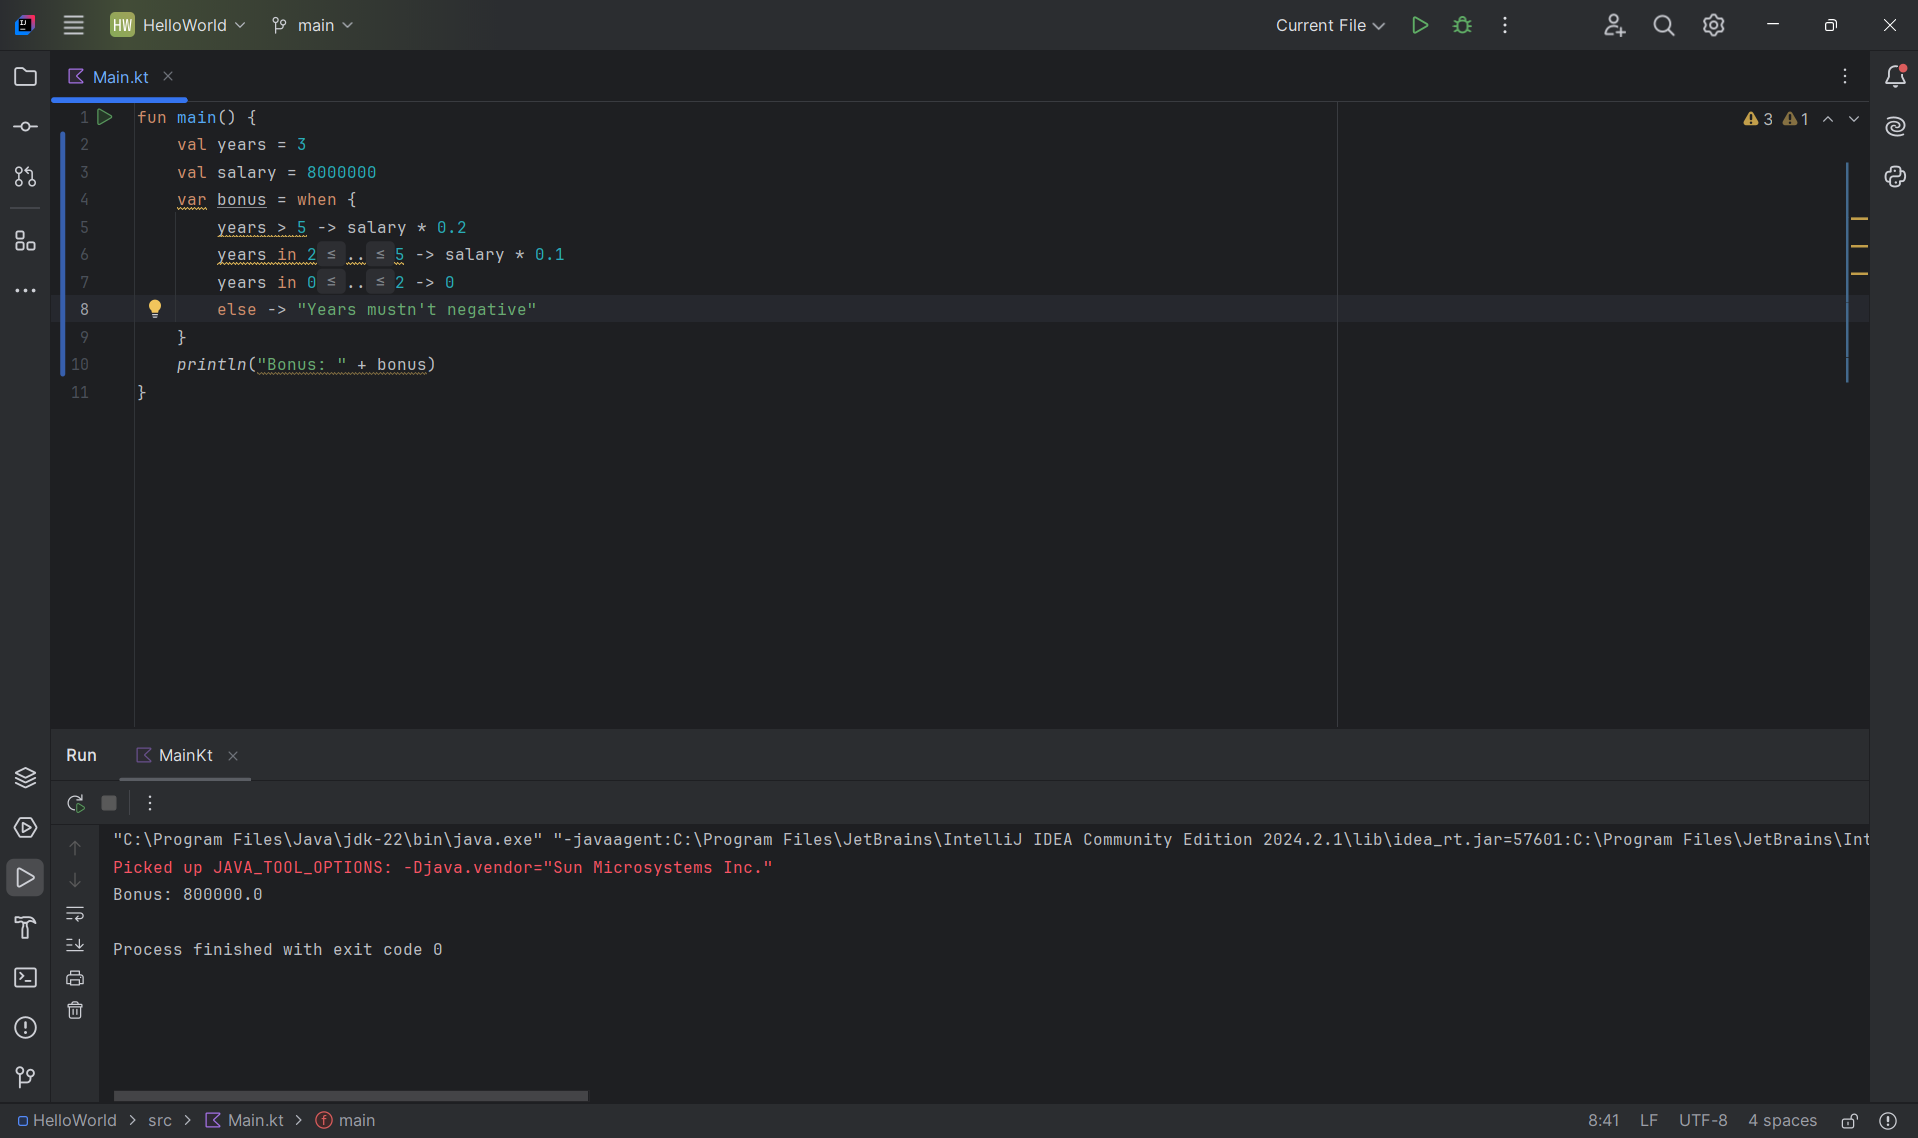 HW HelloWorld main Current File
Main.kt
1 fun main() { 3 1
2 val years = 3
3 val salary = 8000000
4 var bonus = when {
5 years > 5 -> salary * 0.2
6 years in 2 ≤ .. ≤ 5 -> salary * 0.1
7 years in 0 ≤ .. ≤ 2 -> 0
8 else -> "Years mustn't negative"
9 }
10 println("Bonus: " + bonus)
11 }
Run MainKt
"C:\Program Files\Java\jdk-22\bin\java.exe" "-javaagent:C:\Program Files\JetBrains\IntelliJ IDEA Community Edition 2024.2.1\lib\idea_rt.jar=57601:C:\Program Files\JetBrains\Int
Picked up JAVA_TOOL_OPTIONS: -Djava.vendor="Sun Microsystems Inc."
Bonus: 800000.0
Process finished with exit code 0
HelloWorld > src > Main.kt > f main 8:41 LF UTF-8 4 spaces